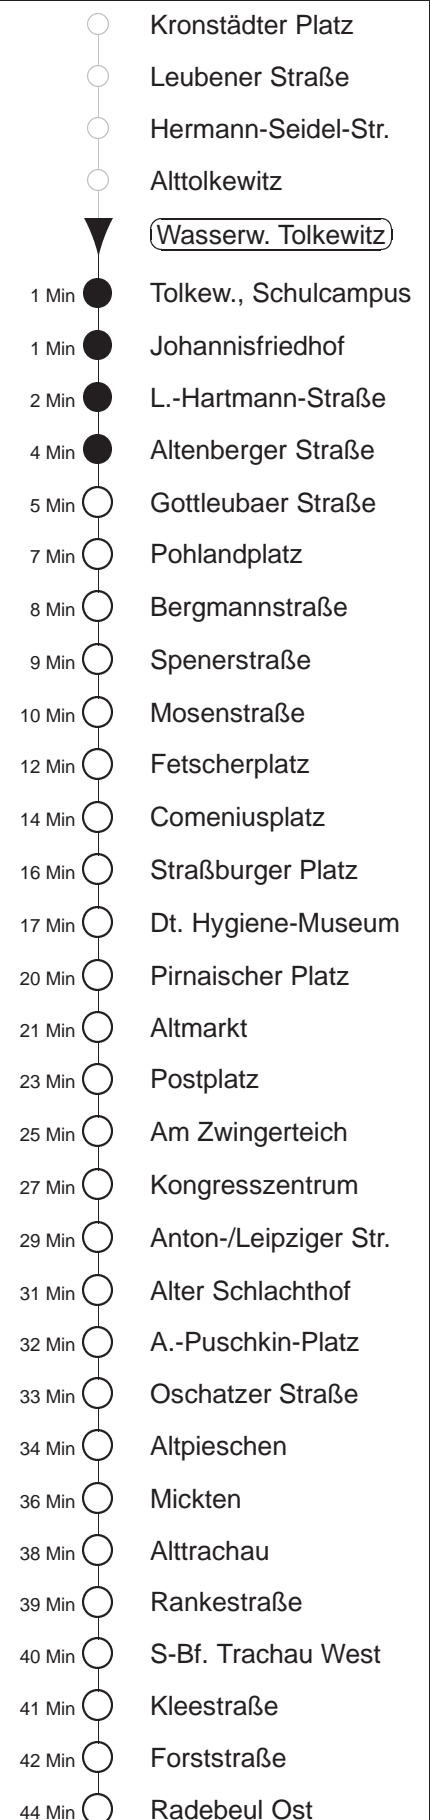 Kronstädter Platz
Leubener Straße
Hermann-Seidel-Str.
Alttolkewitz
Wasserw. Tolkewitz
1 Min Tolkew., Schulcampus
1 Min Johannisfriedhof
2 Min L.-Hartmann-Straße
4 Min Altenberger Straße
5 Min Gottleubaer Straße
7 Min Pohlandplatz
8 Min Bergmannstraße
9 Min Spenerstraße
10 Min Mosenstraße
12 Min Fetscherplatz
14 Min Comeniusplatz
16 Min Straßburger Platz
17 Min Dt. Hygiene-Museum
20 Min Pirnaischer Platz
21 Min Altmarkt
23 Min Postplatz
25 Min Am Zwingerteich
27 Min Kongresszentrum
29 Min Anton-/Leipziger Str.
31 Min Alter Schlachthof
32 Min A.-Puschkin-Platz
33 Min Oschatzer Straße
34 Min Altpieschen
36 Min Mickten
38 Min Alttrachau
39 Min Rankestraße
40 Min S-Bf. Trachau West
41 Min Kleestraße
42 Min Forststraße
44 Min Radebeul Ost